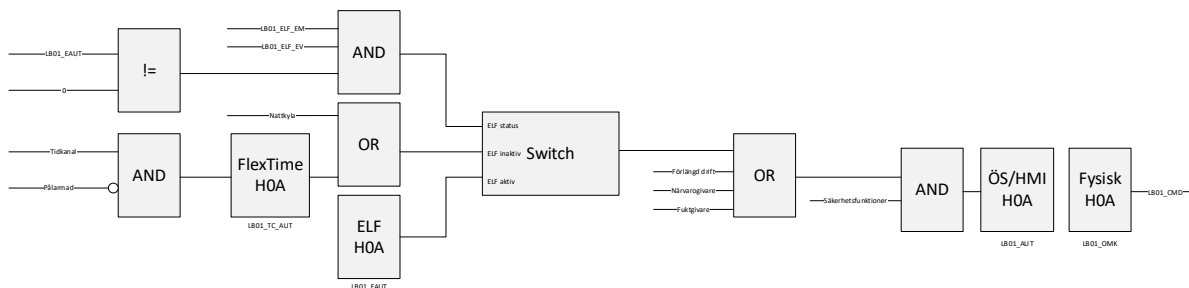 LB01_ELF_EM
LB01_ELF_EV
AND
LB01_EAUT
0
!=
Nattkyla
OR
Tidkanal
Pålarmad
AND
FlexTime
H0A
LB01_TC_AUT
ELF
H0A
LB01_EAUT
ELF status
ELF inaktiv
ELF aktiv
Switch
Förlängd drift
Närvarogivare
Fuktgivare
OR
Säkerhetsfunktioner
AND
ÖS/HMI
H0A
LB01_AUT
Fysisk
H0A
LB01_OMK
LB01_CMD